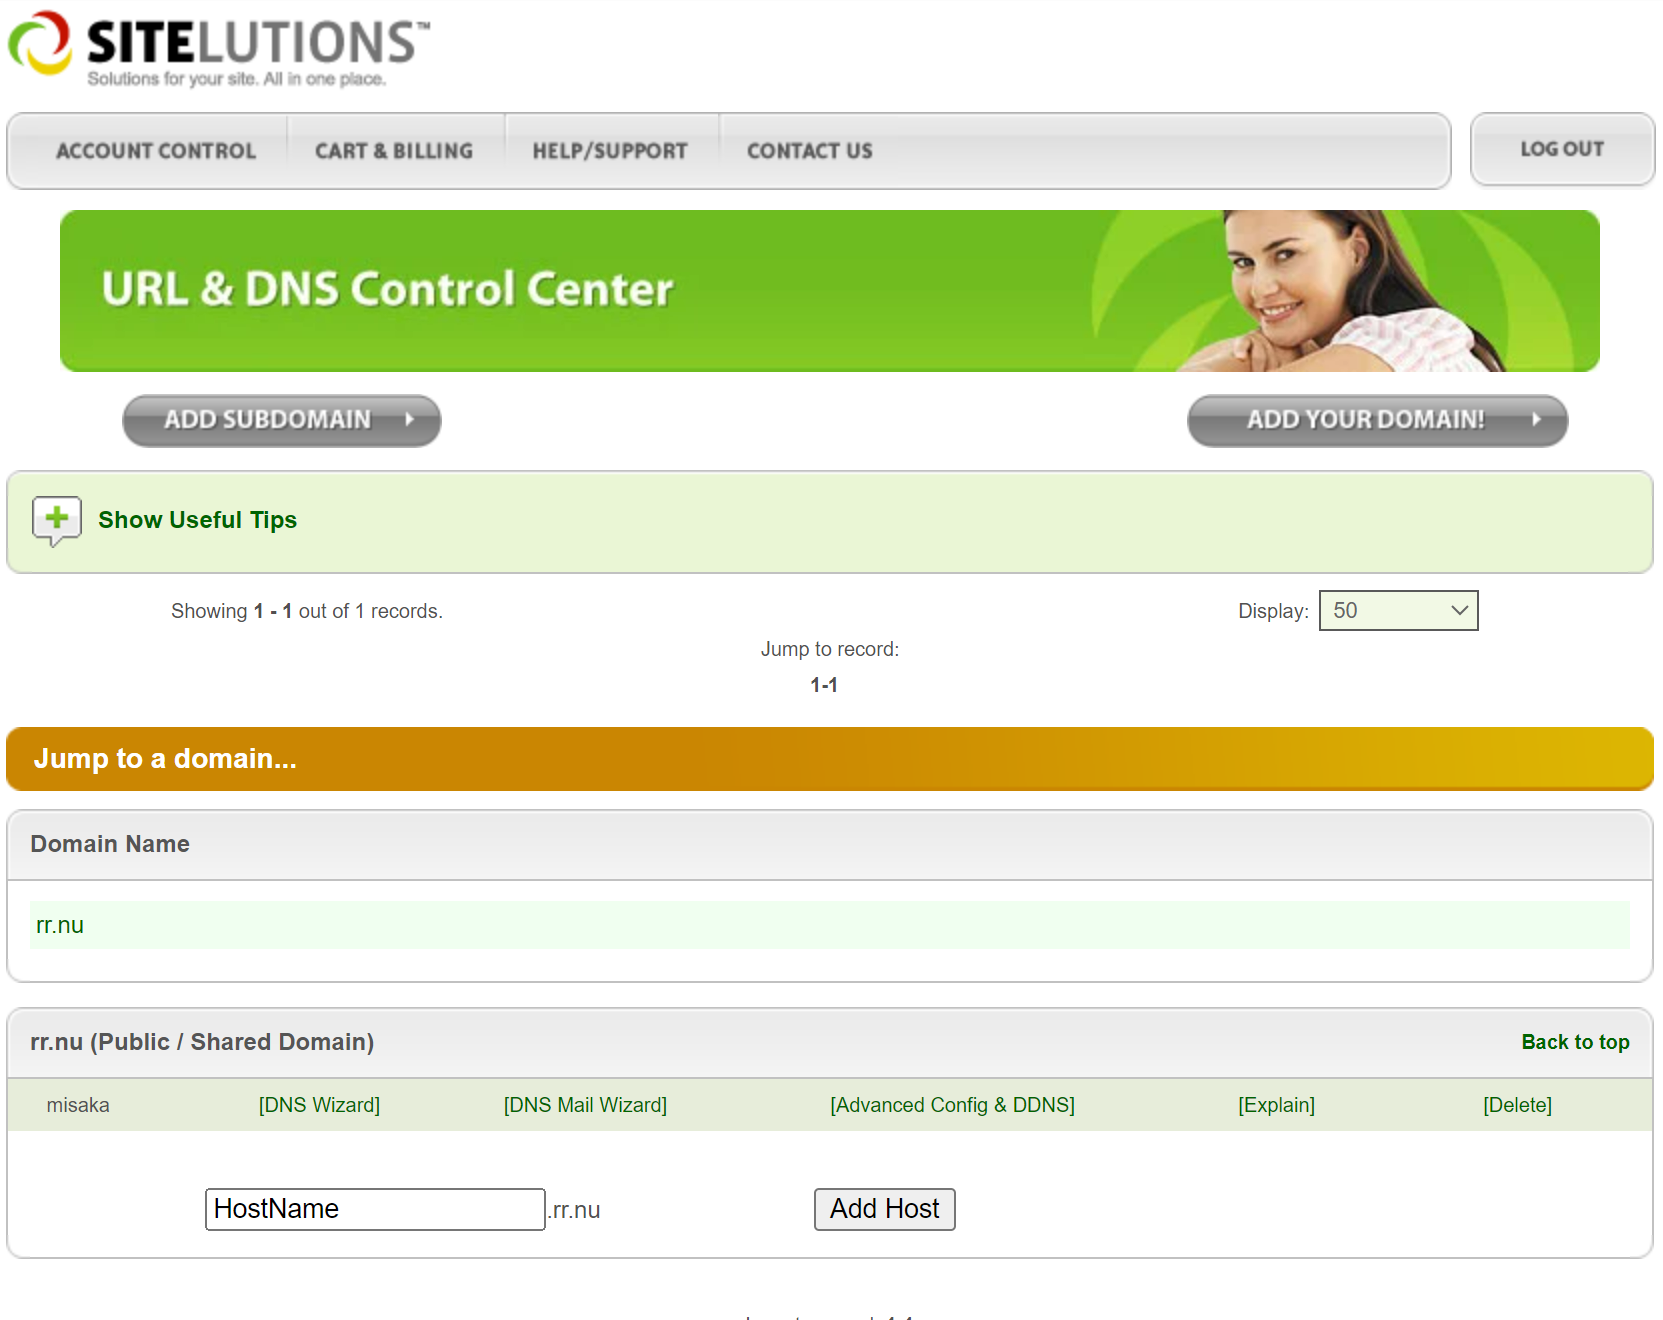 SITELUTIONS™
Solutions for your site. All in one place.
ACCOUNT CONTROL CART & BILLING HELP/SUPPORT CONTACT US LOG OUT
URL & DNS Control Center
ADD SUBDOMAIN ADD YOUR DOMAIN!
Show Useful Tips
Showing 1 - 1 out of 1 records. Display: 50
Jump to record:
1-1
Jump to a domain...
Domain Name
rr.nu
rr.nu (Public / Shared Domain) Back to top
misaka [DNS Wizard] [DNS Mail Wizard] [Advanced Config & DDNS] [Explain] [Delete]
HostName .rr.nu Add Host